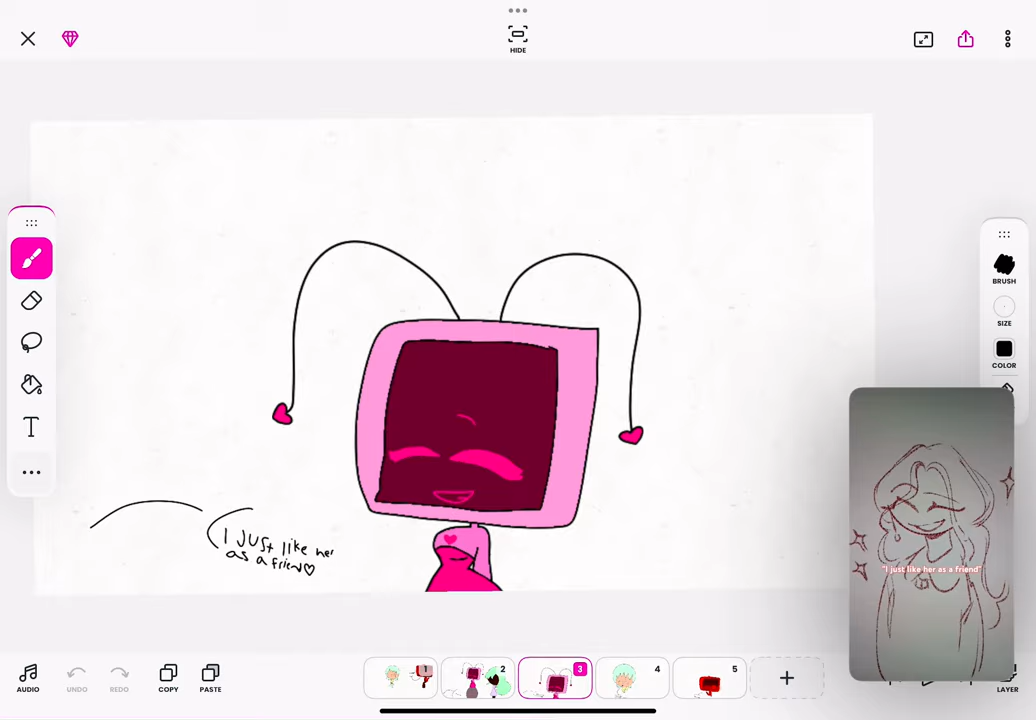 HIDE
BRUSH
SIZE
COLOR
I JUST like her
as a friend♡
"I just like her as a friend"
AUDIO
UNDO
REDO
COPY
PASTE
1
2
3
4
5
LAYER